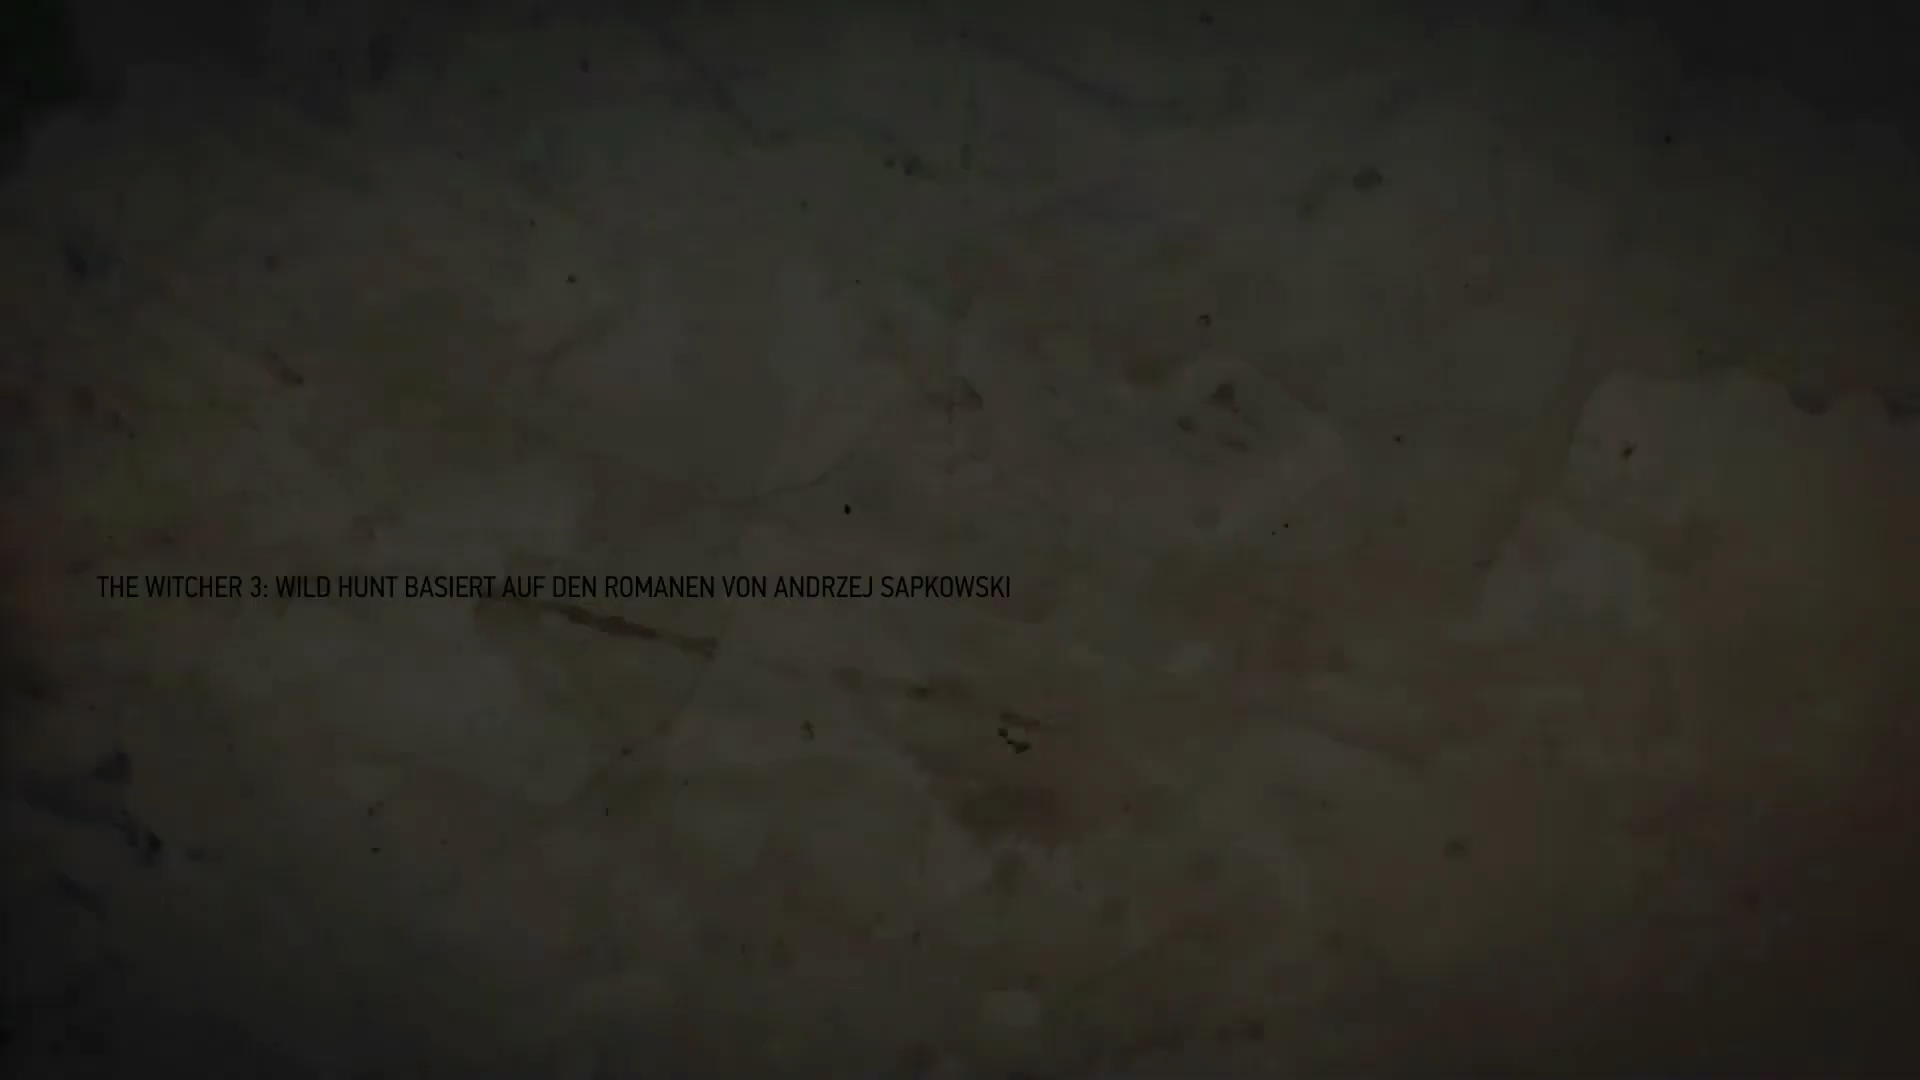 THE WITCHER 3: WILD HUNT BASIERT AUF DEN ROMANEN VON ANDRZEJ SAPKOWSKI